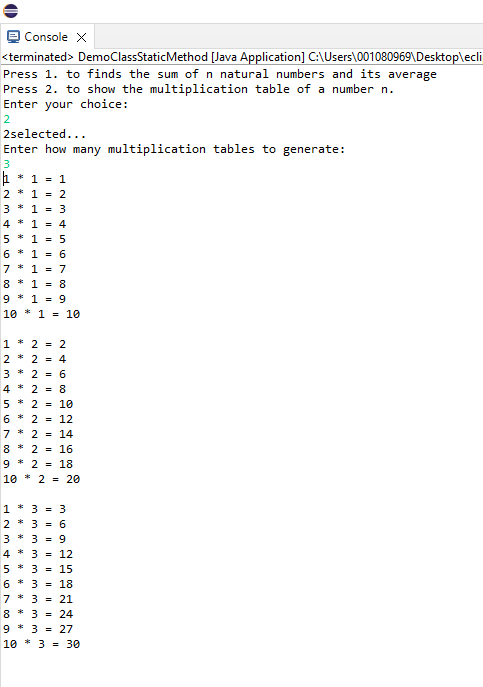 Console
<terminated> DemoClassStaticMethod [Java Application] C:\Users\001080969\Desktop\ecli
Press 1. to finds the sum of n natural numbers and its average
Press 2. to show the multiplication table of a number n.
Enter your choice:
2
2selected...
Enter how many multiplication tables to generate:
3
1 * 1 = 1
2 * 1 = 2
3 * 1 = 3
4 * 1 = 4
5 * 1 = 5
6 * 1 = 6
7 * 1 = 7
8 * 1 = 8
9 * 1 = 9
10 * 1 = 10
1 * 2 = 2
2 * 2 = 4
3 * 2 = 6
4 * 2 = 8
5 * 2 = 10
6 * 2 = 12
7 * 2 = 14
8 * 2 = 16
9 * 2 = 18
10 * 2 = 20
1 * 3 = 3
2 * 3 = 6
3 * 3 = 9
4 * 3 = 12
5 * 3 = 15
6 * 3 = 18
7 * 3 = 21
8 * 3 = 24
9 * 3 = 27
10 * 3 = 30